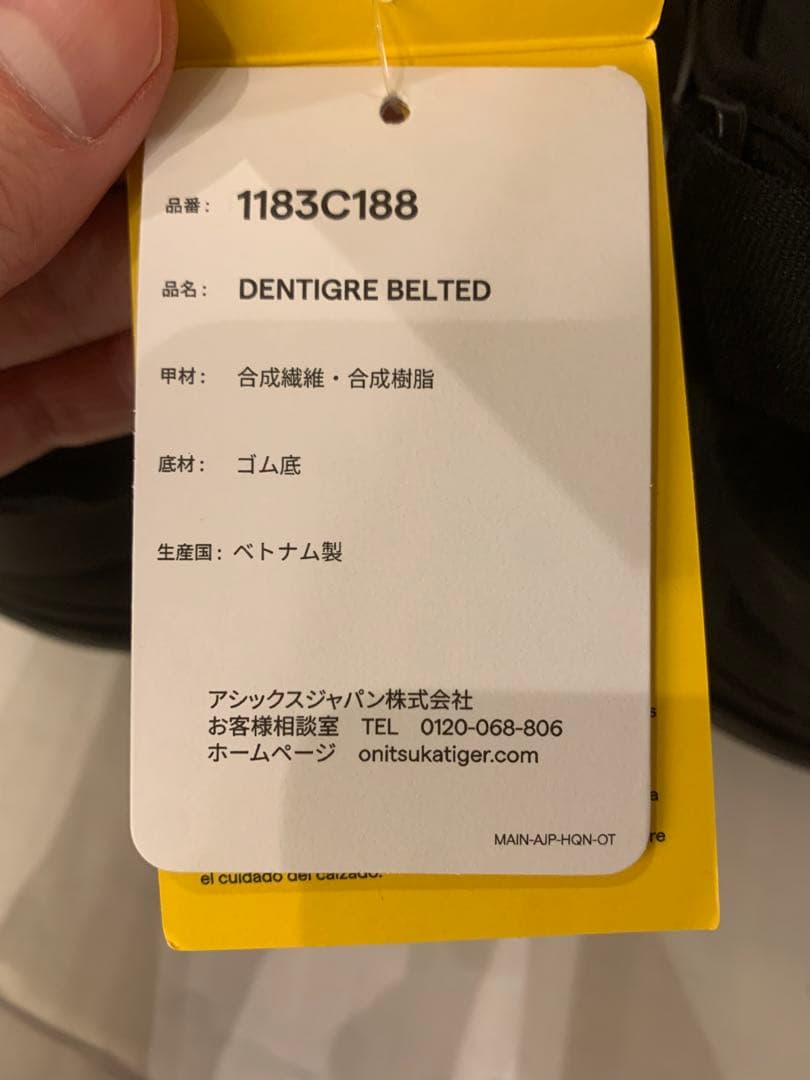 品番: 1183C188
品名: DENTIGRE BELTED
甲材: 合成繊維・合成樹脂
底材: ゴム底
生産国: ベトナム製
アシックスジャパン株式会社
お客様相談室 TEL 0120-068-806
ホームページ onitsukatiger.com
MAIN-AJP-HQN-OT
s
a
re
el cuidado del calzado.